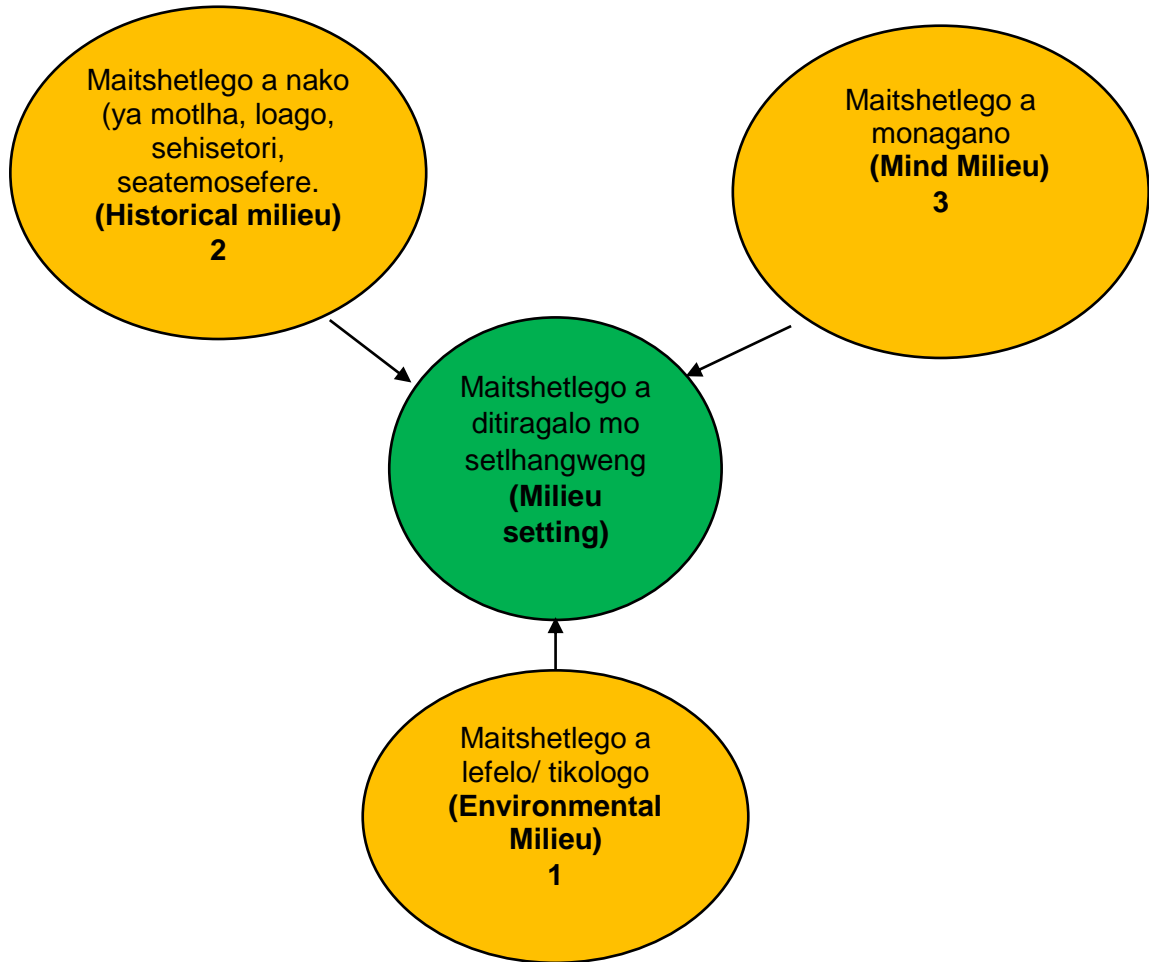 Maitshetlego a nako
(ya motlha, loago,
sehisetori,
seatemosefere.
(Historical milieu)
2
Maitshetlego a
monagano
(Mind Milieu)
3
Maitshetlego a
ditiragalo mo
setlhangweng
(Milieu
setting)
Maitshetlego a
lefelo/ tikologo
(Environmental
Milieu)
1